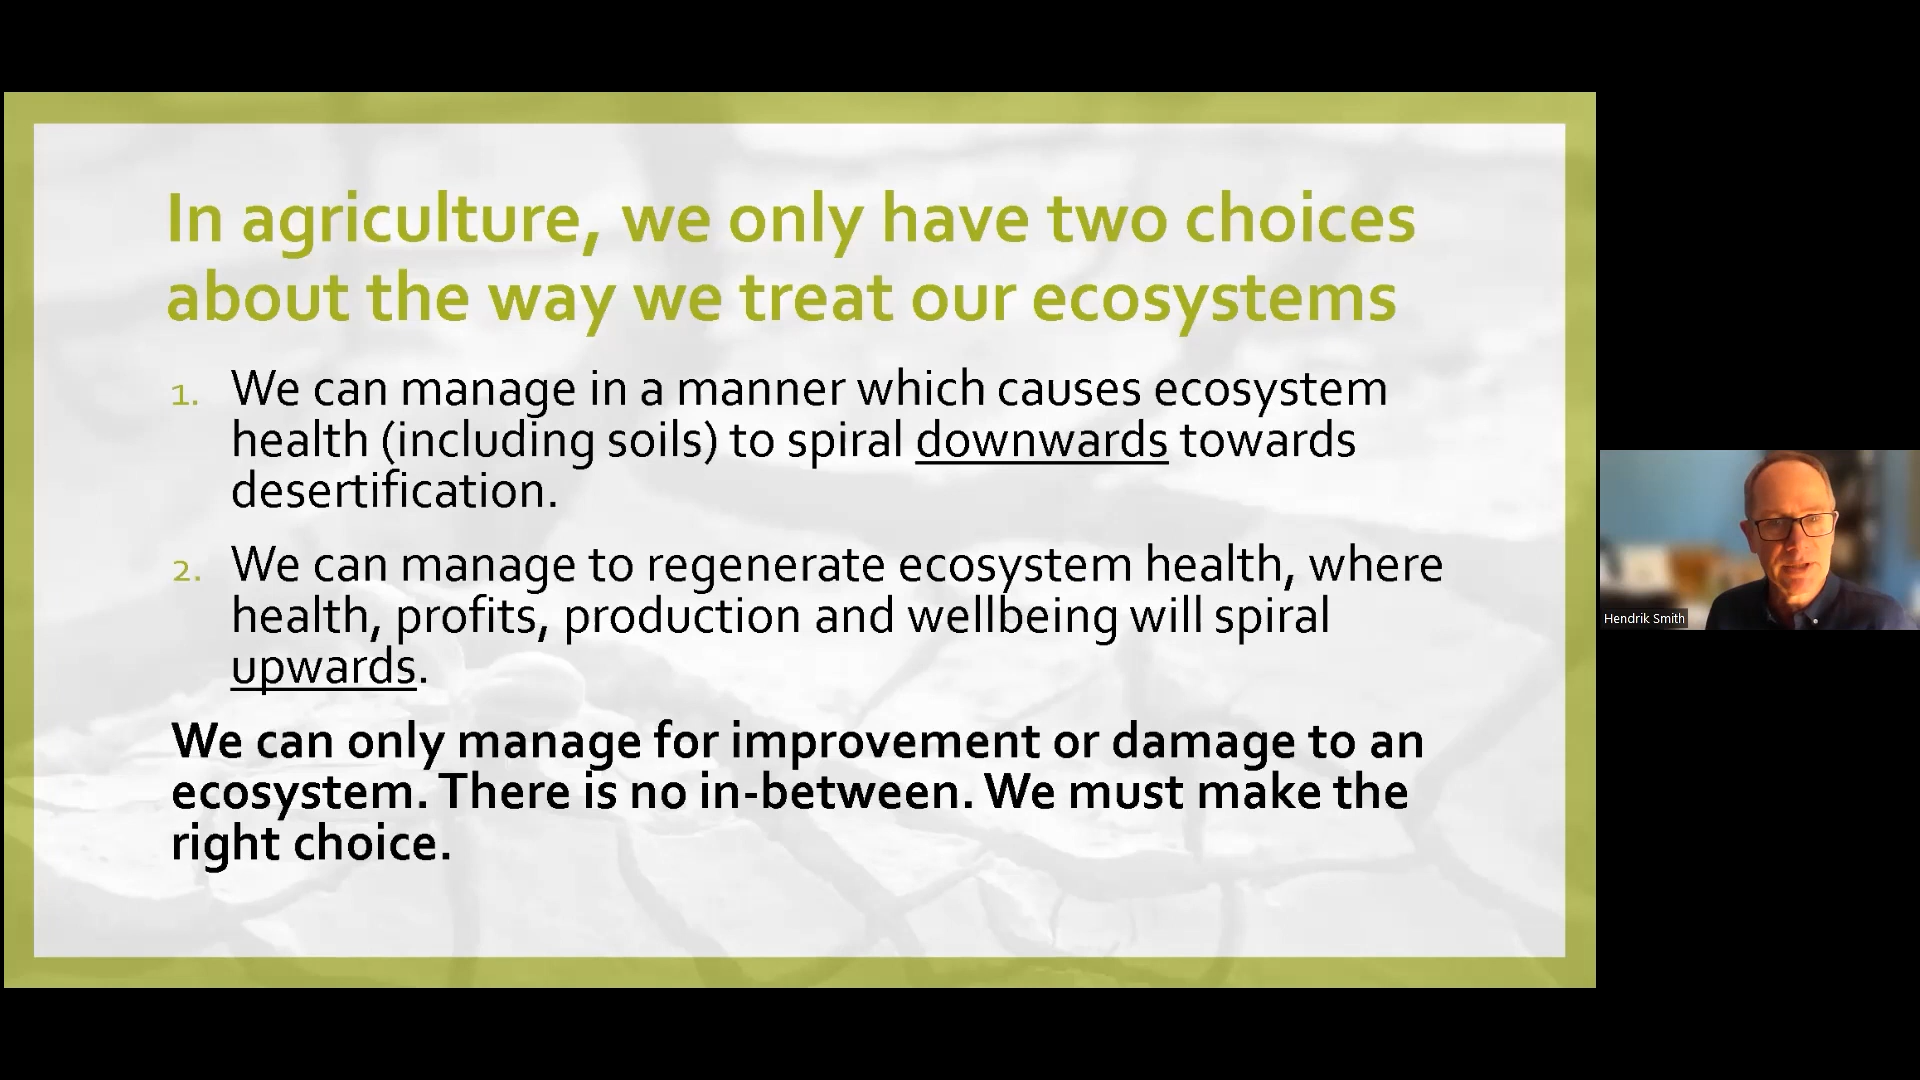 In agriculture, we only have two choices
about the way we treat our ecosystems
1. We can manage in a manner which causes ecosystem
health (including soils) to spiral downwards towards
desertification.
2. We can manage to regenerate ecosystem health, where
health, profits, production and wellbeing will spiral
upwards.
We can only manage for improvement or damage to an
ecosystem. There is no in-between. We must make the
right choice.
Hendrik Smith